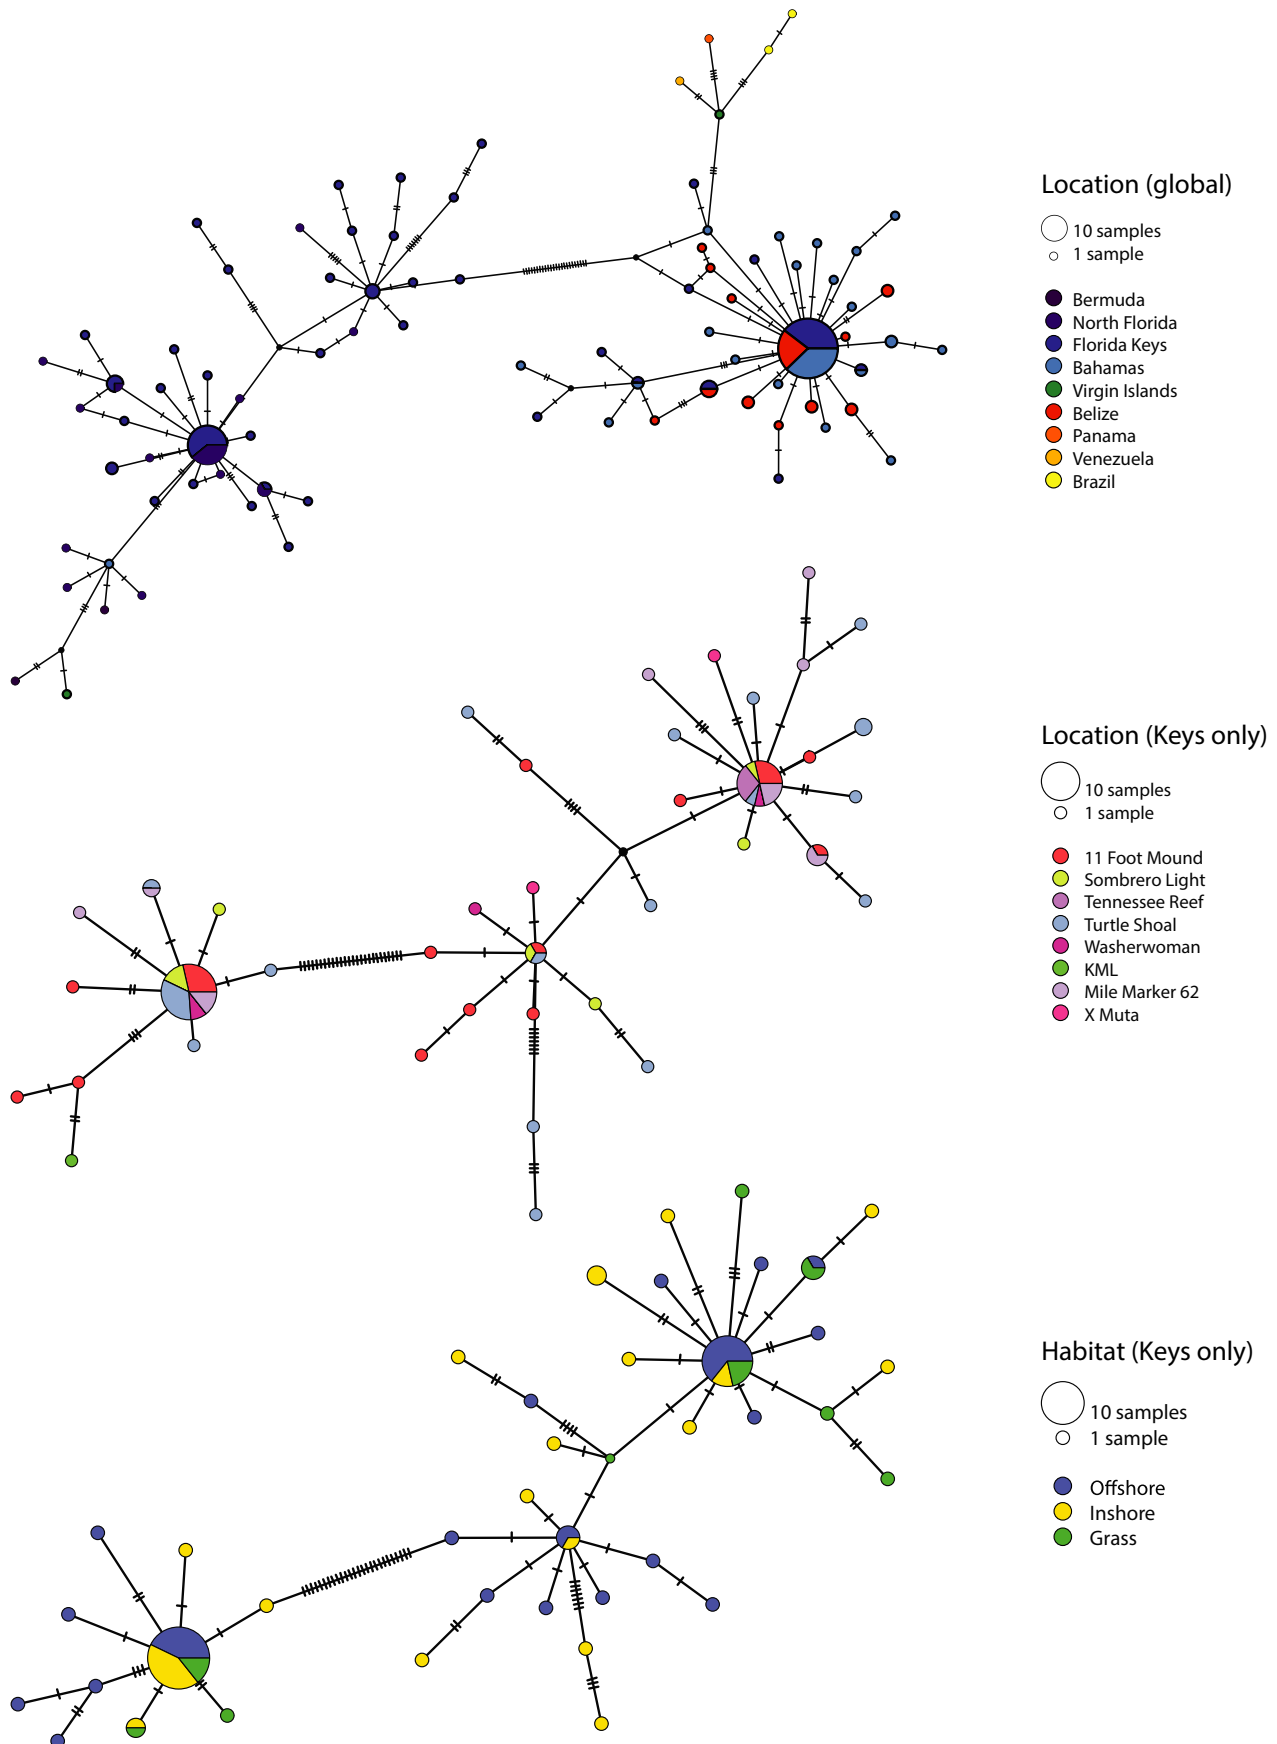 Location (global)
10 samples
1 sample
Bermuda
North Florida
Florida Keys
Bahamas
Virgin Islands
Belize
Panama
Venezuela
Brazil
Location (Keys only)
10 samples
1 sample
11 Foot Mound
Sombrero Light
Tennessee Reef
Turtle Shoal
Washerwoman
KML
Mile Marker 62
X Muta
Habitat (Keys only)
10 samples
1 sample
Offshore
Inshore
Grass